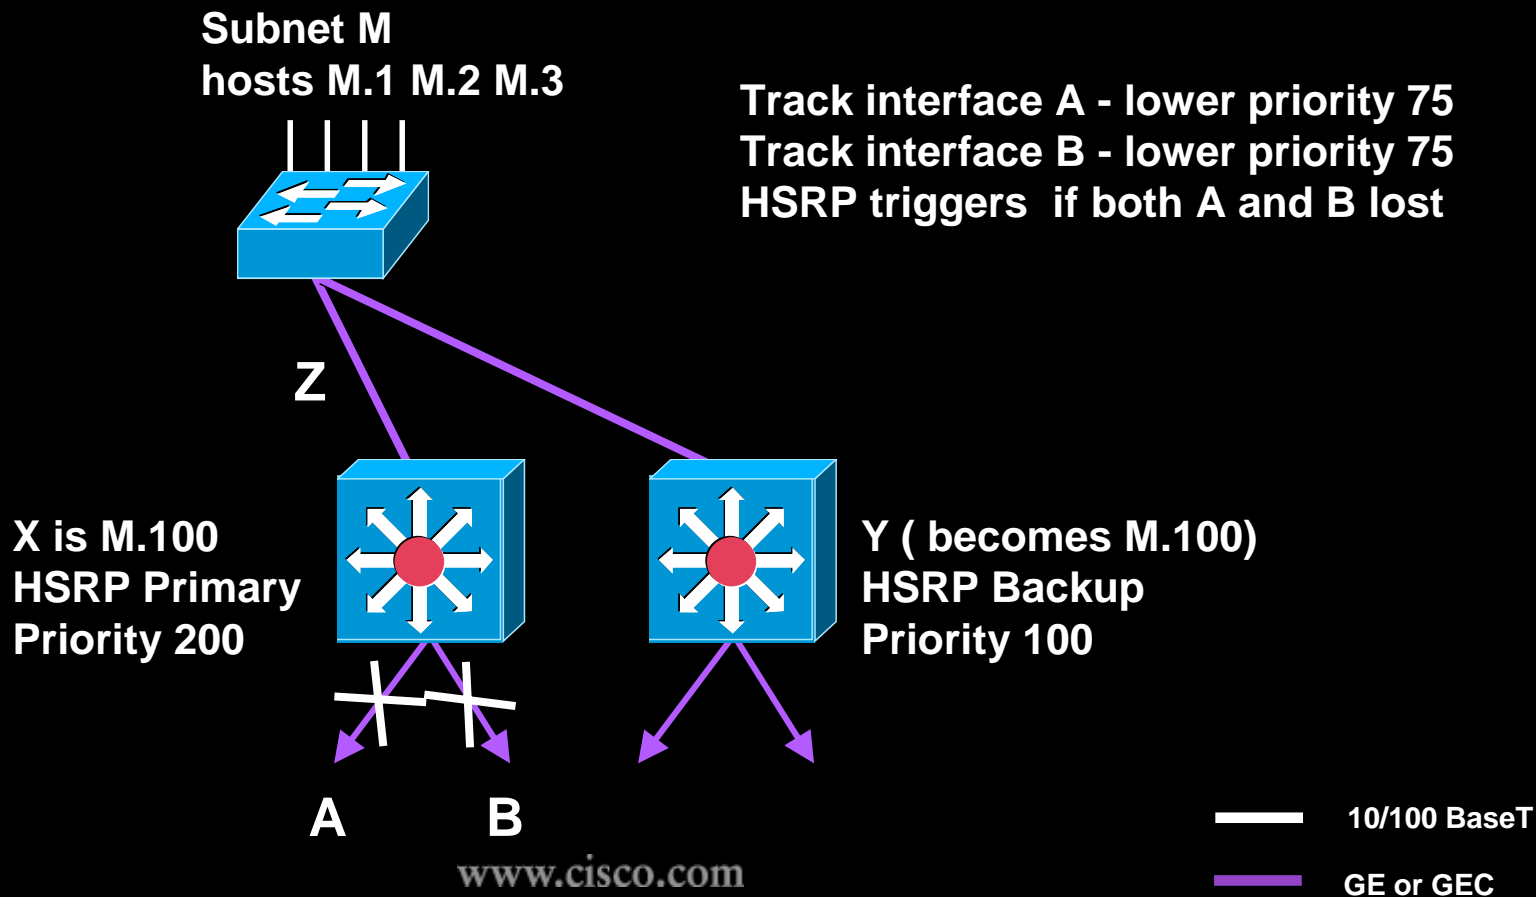 Subnet M
hosts M.1 M.2 M.3
Track interface A - lower priority 75
Track interface B - lower priority 75
HSRP triggers if both A and B lost
Z
X is M.100
HSRP Primary
Priority 200
Y ( becomes M.100)
HSRP Backup
Priority 100
A
B
10/100 BaseT
www.cisco.com
GE or GEC